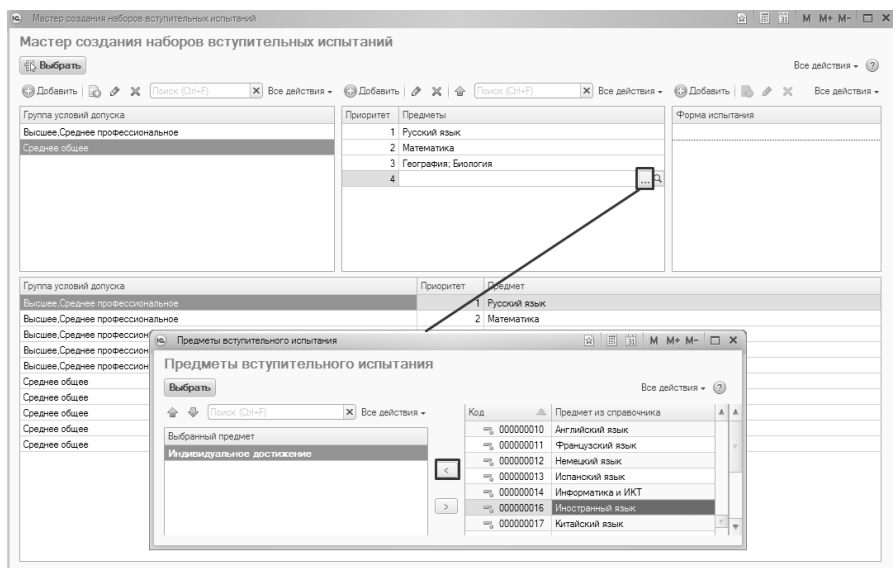 Мастер создания наборов вступительных испытаний
M M+ M-
Мастер создания наборов вступительных испытаний
Выбрать
Все действия
Добавить Поиск (Ctrl+F) Все действия Добавить Поиск (Ctrl+F) Все действия Добавить Все действия
Группа условий допуска Приоритет Предметы Форма испытания
Высшее,Среднее профессиональное 1 Русский язык
Среднее общее 2 Математика
3 География; Биология
4 ...
Группа условий допуска Приоритет Предмет
Высшее,Среднее профессиональное 1 Русский язык
Высшее,Среднее профессиональное 2 Математика
Высшее,Среднее професси
Высшее,Среднее професси
Высшее,Среднее професси
Среднее общее
Среднее общее
Среднее общее
Среднее общее
Среднее общее
Предметы вступительного испытания
M M+ M-
Предметы вступительного испытания
Выбрать
Все действия
Поиск (Ctrl+F) Все действия
Выбранный предмет
Индивидуальное достижение
<
>
Код Предмет из справочника
000000010 Английский язык
000000011 Французский язык
000000012 Немецкий язык
000000013 Испанский язык
000000014 Информатика и ИКТ
000000016 Иностранный язык
000000017 Китайский язык